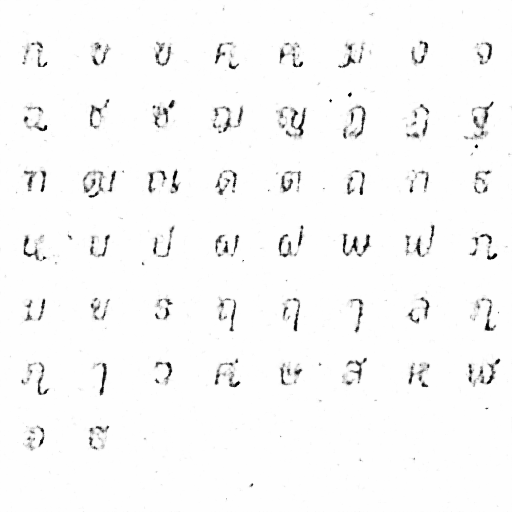 ก ข ฃ ค ฅ ฆ ง จ
ฉ ช ซ ฌ ญ ฎ ฏ ฐ
ฑ ฒ ณ ด ต ถ ท ธ
น บ ป ผ ฝ พ ฟ ภ
ม ย ร ฤ ฤ ๅ ล ฦ
ฦ ๅ ว ศ ษ ส ห ฬ
อ ฮ